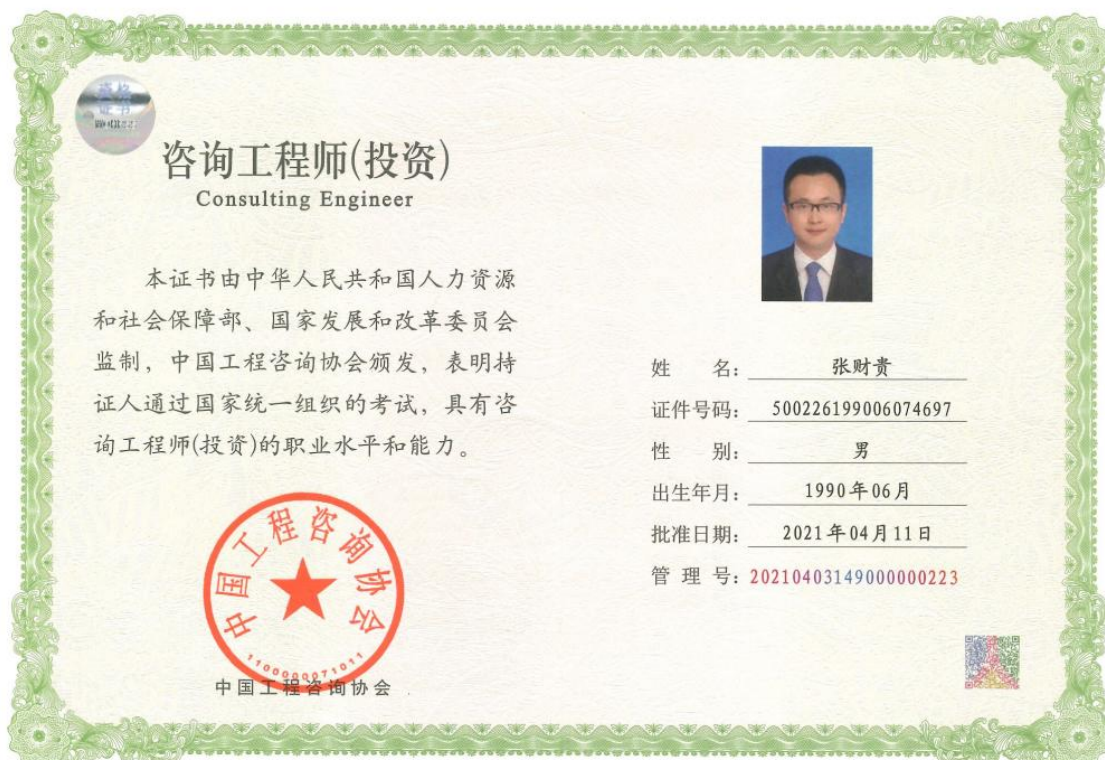 资格
证书
咨询工程师(投资)
Consulting Engineer
本证书由中华人民共和国人力资源
和社会保障部、国家发展和改革委员会
监制，中国工程咨询协会颁发，表明持
证人通过国家统一组织的考试，具有咨
询工程师(投资)的职业水平和能力。
中国工程咨询协会
1100000071011
中国工程咨询协会
姓 名：张财贵
证件号码：500226199006074697
性 别：男
出生年月：1990年06月
批准日期：2021年04月11日
管 理 号：20210403149000000223